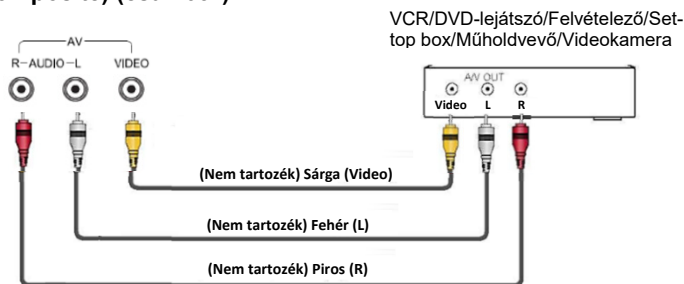 VCR/DVD-lejátszó/Felvételező/Set-
top box/Műholdvevő/Videokamera
AV
R-AUDIO-L VIDEO
A/V OUT
Video L R
(Nem tartozék) Sárga (Video)
(Nem tartozék) Fehér (L)
(Nem tartozék) Piros (R)